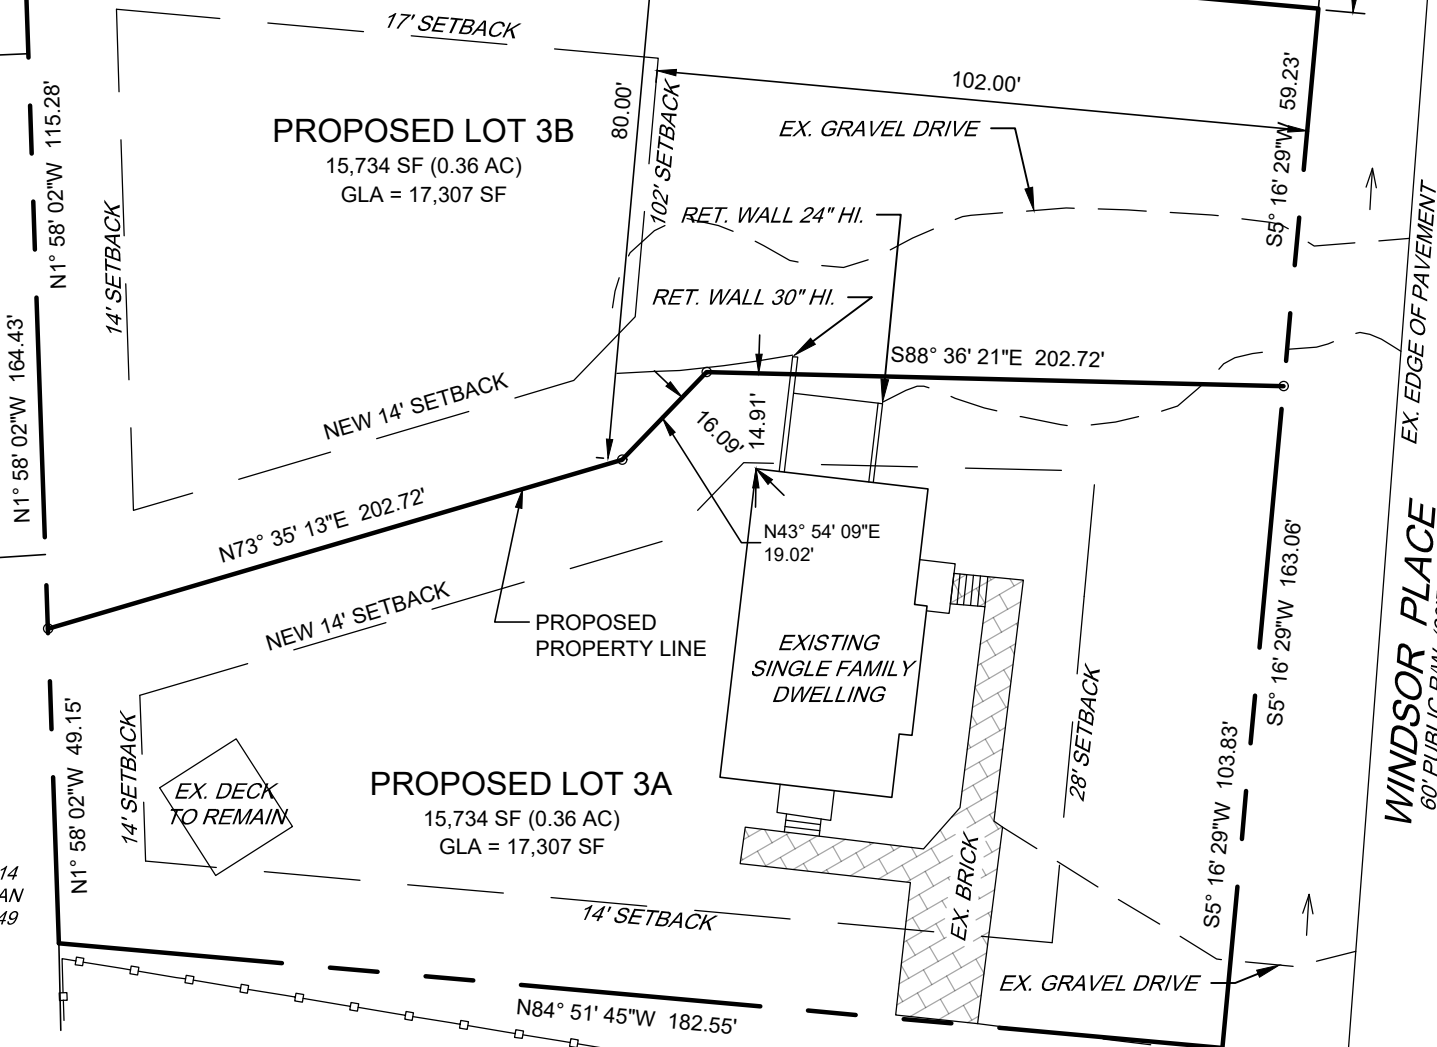 17' SETBACK
102.00'
S5° 16' 29"W 59.23'
N1° 58' 02"W 115.28'
PROPOSED LOT 3B
15,734 SF (0.36 AC)
GLA = 17,307 SF
80.00'
102' SETBACK
EX. GRAVEL DRIVE
14' SETBACK
RET. WALL 24" HI.
RET. WALL 30" HI.
EX. EDGE OF PAVEMENT
N1° 58' 02"W 164.43'
S88° 36' 21"E 202.72'
NEW 14' SETBACK
16.09'
14.91'
N73° 35' 13"E 202.72'
N43° 54' 09"E
19.02'
NEW 14' SETBACK
PROPOSED
PROPERTY LINE
EXISTING
SINGLE FAMILY
DWELLING
S5° 16' 29"W 163.06'
WINDSOR PLACE
60' PUBLIC R/W
28' SETBACK
N1° 58' 02"W 49.15'
14' SETBACK
EX. DECK
TO REMAIN
PROPOSED LOT 3A
15,734 SF (0.36 AC)
GLA = 17,307 SF
S5° 16' 29"W 103.83'
14
AN
49
14' SETBACK
EX. BRICK
EX. GRAVEL DRIVE
N84° 51' 45"W 182.55'